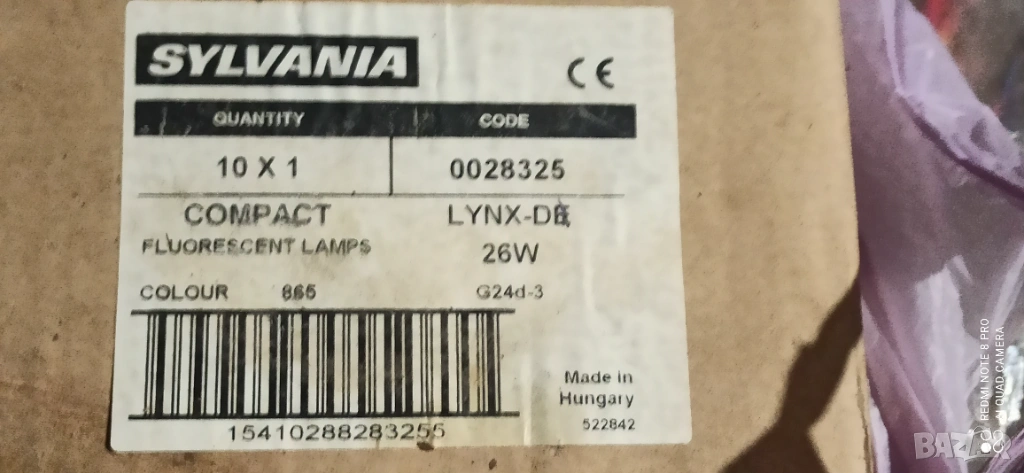 SYLVANIA
CE
QUANTITY CODE
10 X 1 0028325
COMPACT LYNX-DE
FLUORESCENT LAMPS 26W
COLOUR 865 G24d-3
Made in
Hungary
15410288283255
522842
REDMI NOTE 8 PRO
AI QUAD CAMERA
BAZAR